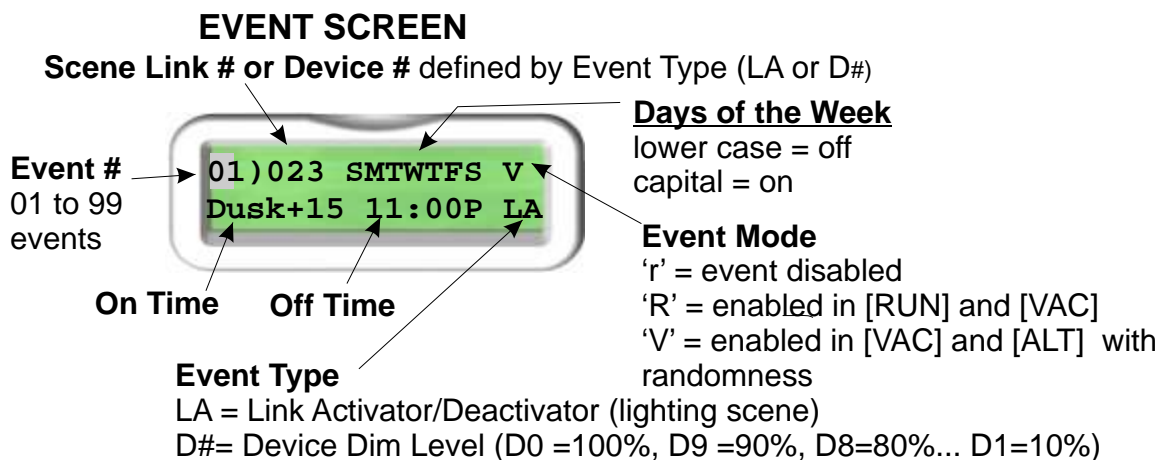 EVENT SCREEN
Scene Link # or Device # defined by Event Type (LA or D#)
Days of the Week
lower case = off
capital = on
Event #
01 to 99
events
01)023 SMTWTFS V
Dusk+15 11:00P LA
On Time
Off Time
Event Mode
‘r’ = event disabled
‘R’ = enabled in [RUN] and [VAC]
‘V’ = enabled in [VAC] and [ALT] with
randomness
Event Type
LA = Link Activator/Deactivator (lighting scene)
D#= Device Dim Level (D0 =100%, D9 =90%, D8=80%... D1=10%)